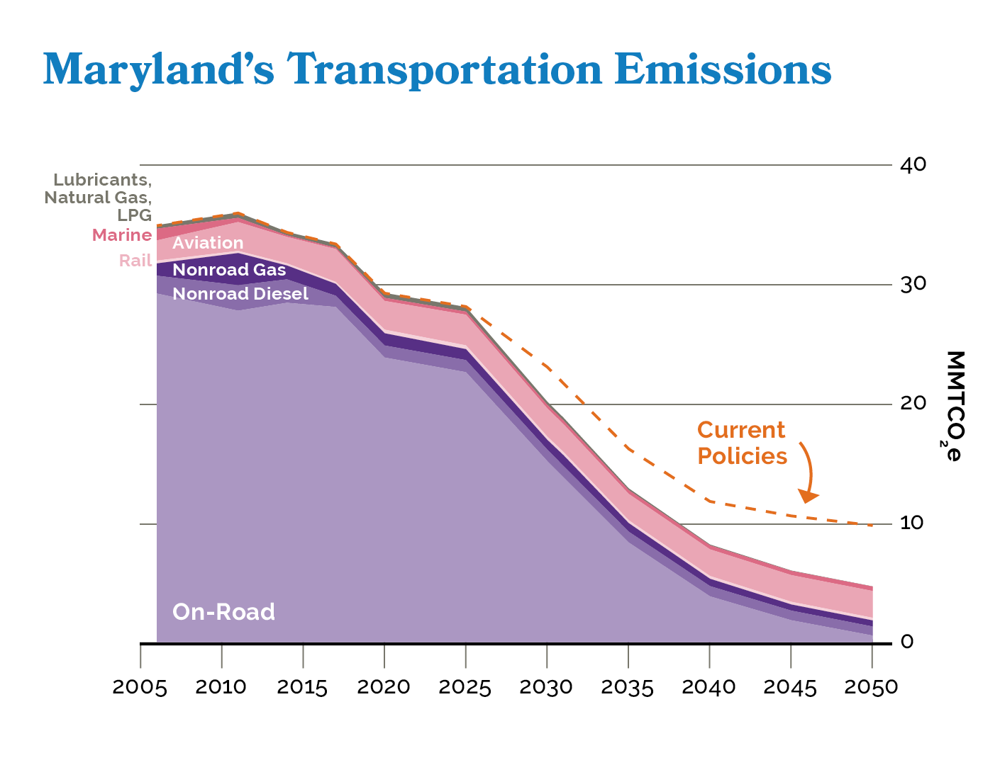 Maryland’s Transportation Emissions
40
Lubricants,
Natural Gas,
LPG
Marine
Aviation
Rail
Nonroad Gas
30
Nonroad Diesel
MMTCO₂e
20
Current
Policies
10
On-Road
0
2005 2010 2015 2020 2025 2030 2035 2040 2045 2050